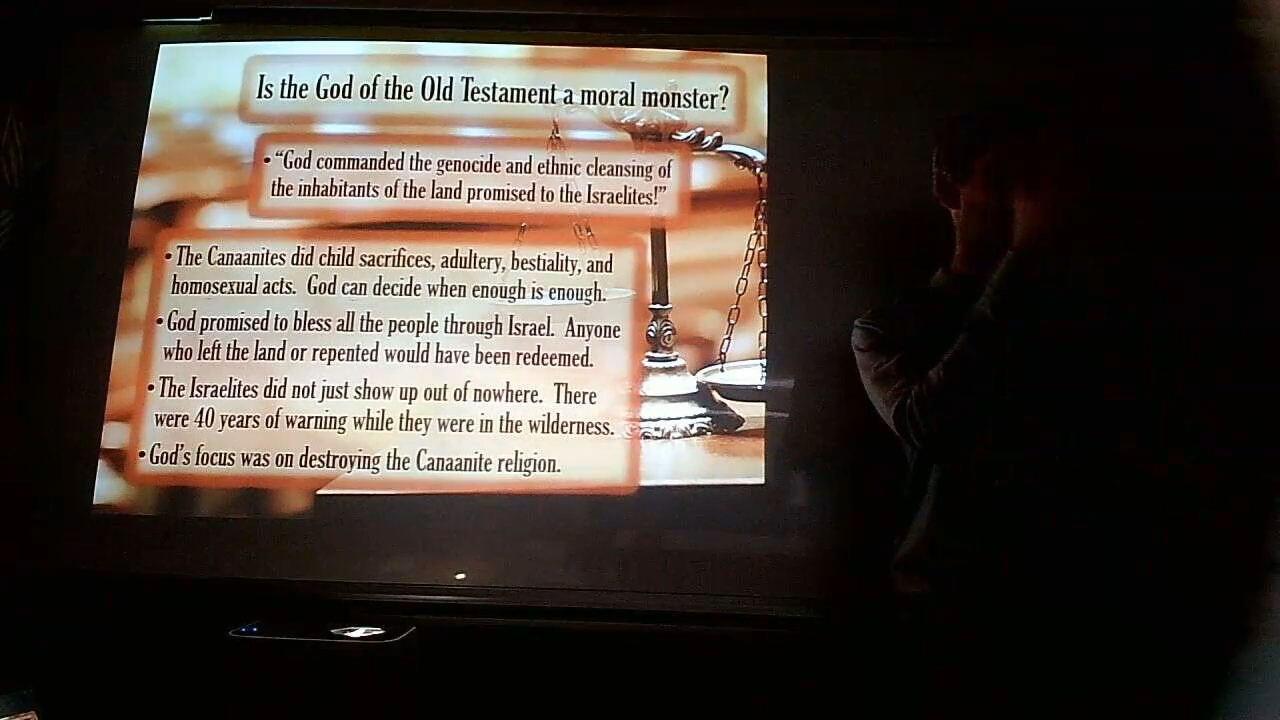 Is the God of the Old Testament a moral monster?
• “God commanded the genocide and ethnic cleansing of
the inhabitants of the land promised to the Israelites!”
• The Canaanites did child sacrifices, adultery, bestiality, and
homosexual acts. God can decide when enough is enough.
• God promised to bless all the people through Israel. Anyone
who left the land or repented would have been redeemed.
• The Israelites did not just show up out of nowhere. There
were 40 years of warning while they were in the wilderness.
• God’s focus was on destroying the Canaanite religion.